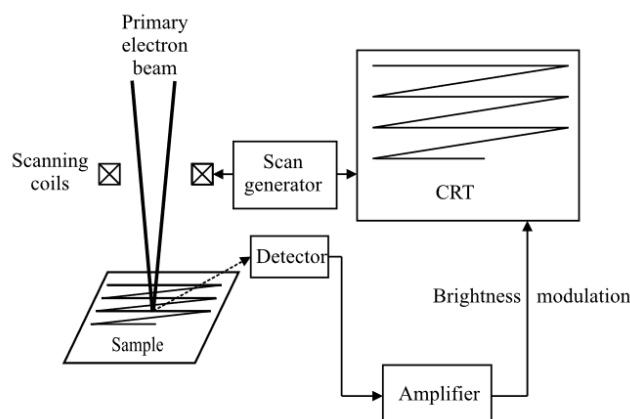 Primary
electron
beam
Scanning
coils
Scan
generator
CRT
Detector
Brightness modulation
Sample
Amplifier